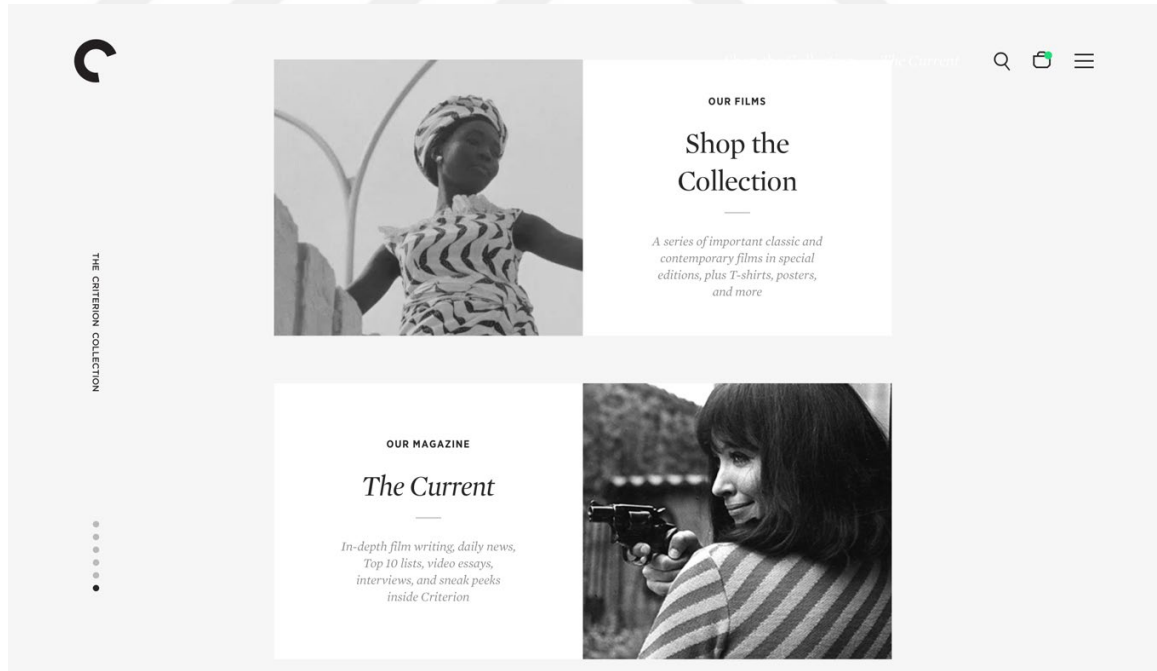 The Current
OUR FILMS
Shop the
Collection
A series of important classic and
contemporary films in special
editions, plus T-shirts, posters,
and more
THE CRITERION COLLECTION
OUR MAGAZINE
The Current
In-depth film writing, daily news,
Top 10 lists, video essays,
interviews, and sneak peeks
inside Criterion